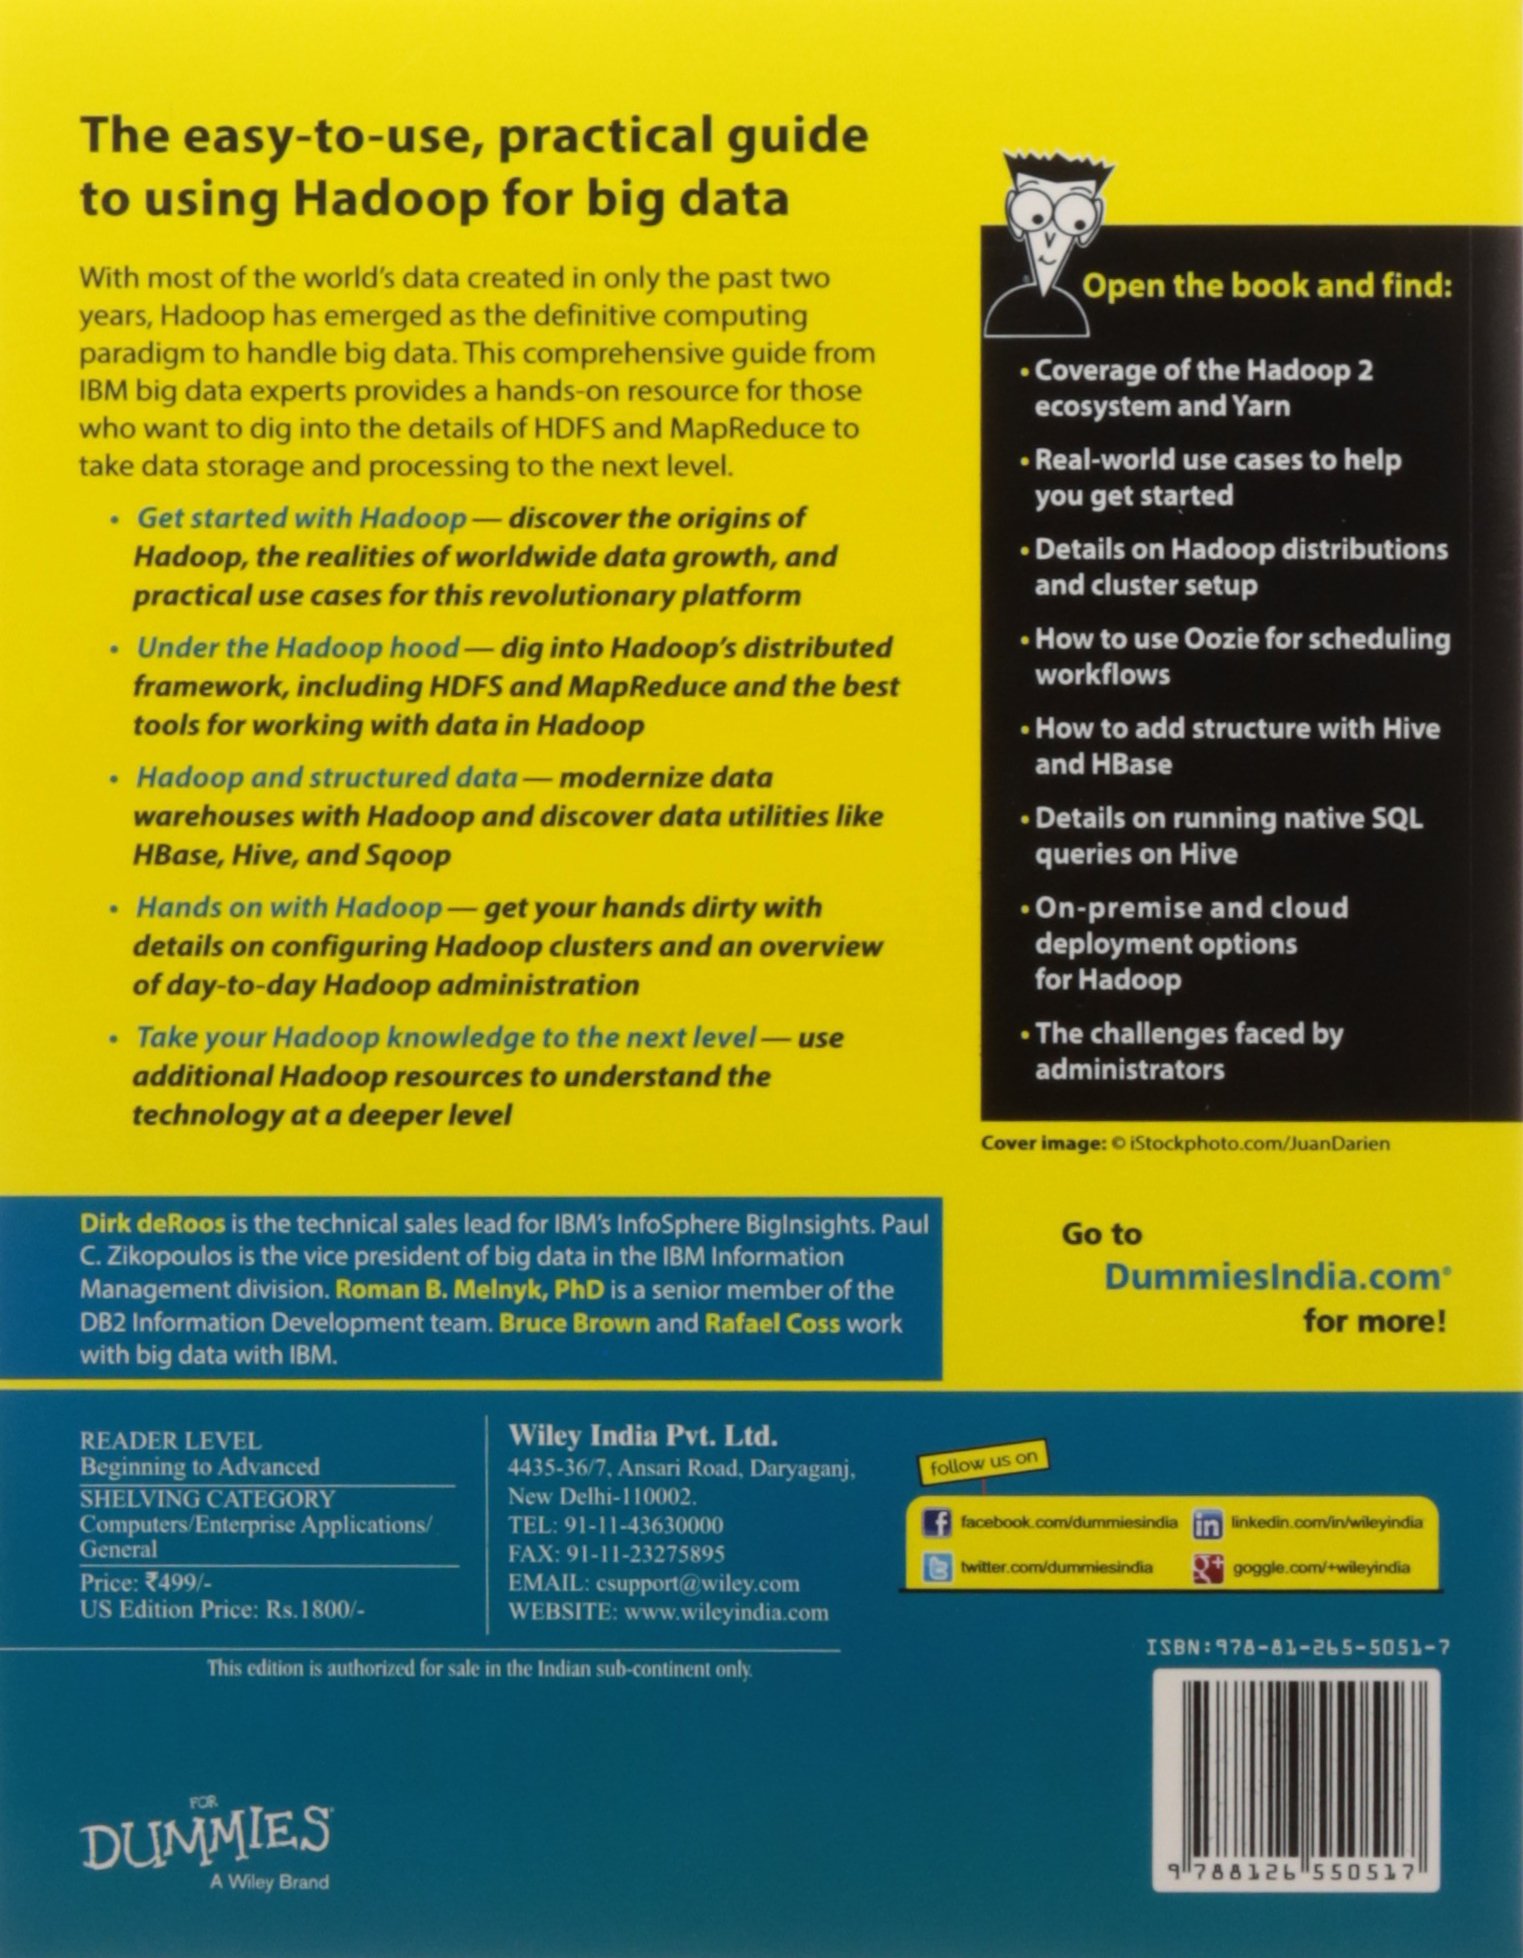 The easy-to-use, practical guide
to using Hadoop for big data
With most of the world's data created in only the past two
years, Hadoop has emerged as the definitive computing
paradigm to handle big data. This comprehensive guide from
IBM big data experts provides a hands-on resource for those
who want to dig into the details of HDFS and MapReduce to
take data storage and processing to the next level.
• Get started with Hadoop — discover the origins of
Hadoop, the realities of worldwide data growth, and
practical use cases for this revolutionary platform
• Under the Hadoop hood — dig into Hadoop's distributed
framework, including HDFS and MapReduce and the best
tools for working with data in Hadoop
• Hadoop and structured data — modernize data
warehouses with Hadoop and discover data utilities like
HBase, Hive, and Sqoop
• Hands on with Hadoop — get your hands dirty with
details on configuring Hadoop clusters and an overview
of day-to-day Hadoop administration
• Take your Hadoop knowledge to the next level — use
additional Hadoop resources to understand the
technology at a deeper level
Open the book and find:
• Coverage of the Hadoop 2
ecosystem and Yarn
• Real-world use cases to help
you get started
• Details on Hadoop distributions
and cluster setup
• How to use Oozie for scheduling
workflows
• How to add structure with Hive
and HBase
• Details on running native SQL
queries on Hive
• On-premise and cloud
deployment options
for Hadoop
• The challenges faced by
administrators
Cover image: © iStockphoto.com/JuanDarien
Dirk deRoos is the technical sales lead for IBM's InfoSphere BigInsights. Paul
C. Zikopoulos is the vice president of big data in the IBM Information
Management division. Roman B. Melnyk, PhD is a senior member of the
DB2 Information Development team. Bruce Brown and Rafael Coss work
with big data with IBM.
Go to
DummiesIndia.com®
for more!
READER LEVEL
Beginning to Advanced
SHELVING CATEGORY
Computers/Enterprise Applications/
General
Price: ₹499/-
US Edition Price: Rs.1800/-
Wiley India Pvt. Ltd.
4435-36/7, Ansari Road, Daryaganj,
New Delhi-110002.
TEL: 91-11-43630000
FAX: 91-11-23275895
EMAIL: csupport@wiley.com
WEBSITE: www.wileyindia.com
This edition is authorized for sale in the Indian sub-continent only.
follow us on
facebook.com/dummiesindia
linkedin.com/in/wileyindia
twitter.com/dummiesindia
goggle.com/+wileyindia
ISBN:978-81-265-5051-7
9 788126 550517
FOR
DUMMIES
A Wiley Brand